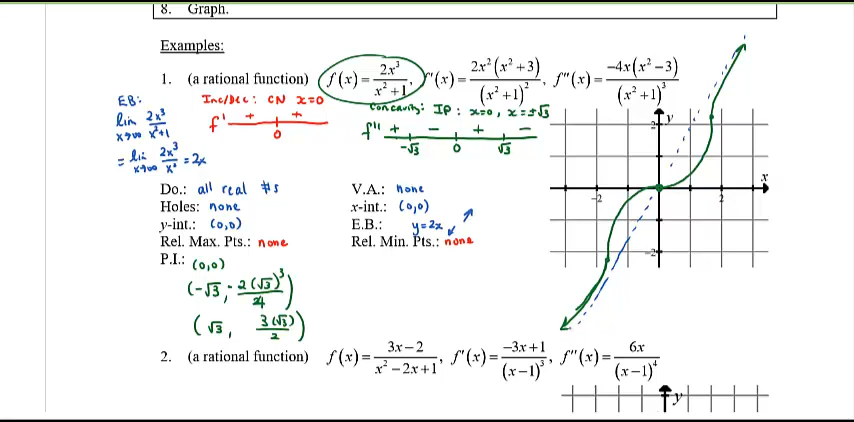 8. Graph.
Examples:
1. (a rational function) f(x) = 2x³/(x²+1), f'(x) = 2x²(x²+3)/(x²+1)², f''(x) = −4x(x²−3)/(x²+1)³
EB: Inc/Dec: CN x=0 Concavity: IP: x=0, x=±√3
lim x→∞ 2x³/x²+1 f' + + 0 f'' + − + − −√3 0 √3
= lim x→∞ 2x³/x² = 2x
Do.: all real #s V.A.: none
Holes: none x-int.: (0,0)
y-int.: (0,0) E.B.: y=2x
Rel. Max. Pts.: none Rel. Min. Pts.: none
P.I.: (0,0)
(-√3, -2(√3)³/4)
(√3, 3(√3)/2)
2 y x −2 2 −2
2. (a rational function) f(x) = 3x−2/(x²−2x+1), f'(x) = −3x+1/(x−1)³, f''(x) = 6x/(x−1)⁴
y